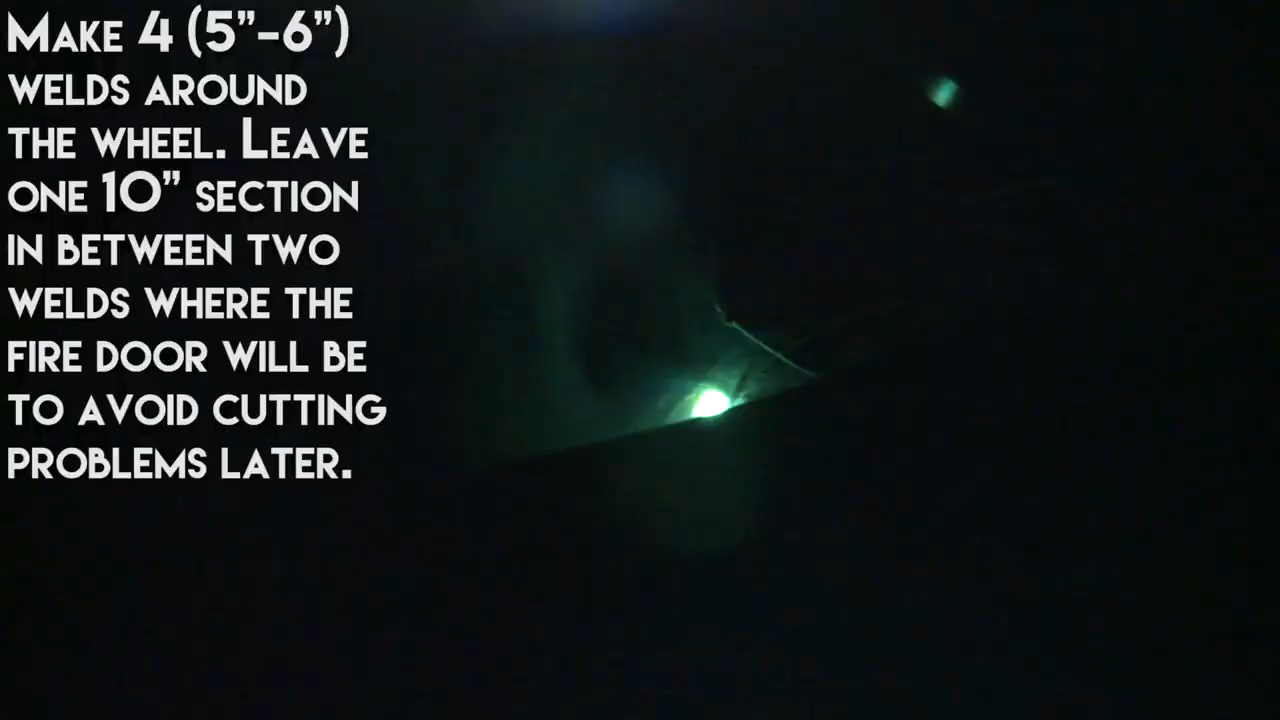 Make 4 (5"-6")
welds around
the wheel. Leave
one 10" section
in between two
welds where the
fire door will be
to avoid cutting
problems later.